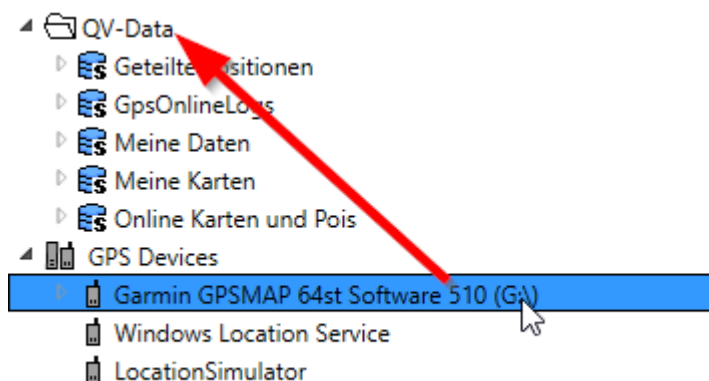 QV-Data
Geteilte Positionen
GpsOnlineLogs
Meine Daten
Meine Karten
Online Karten und Pois
GPS Devices
Garmin GPSMAP 64st Software 510 (G:\)
Windows Location Service
LocationSimulator